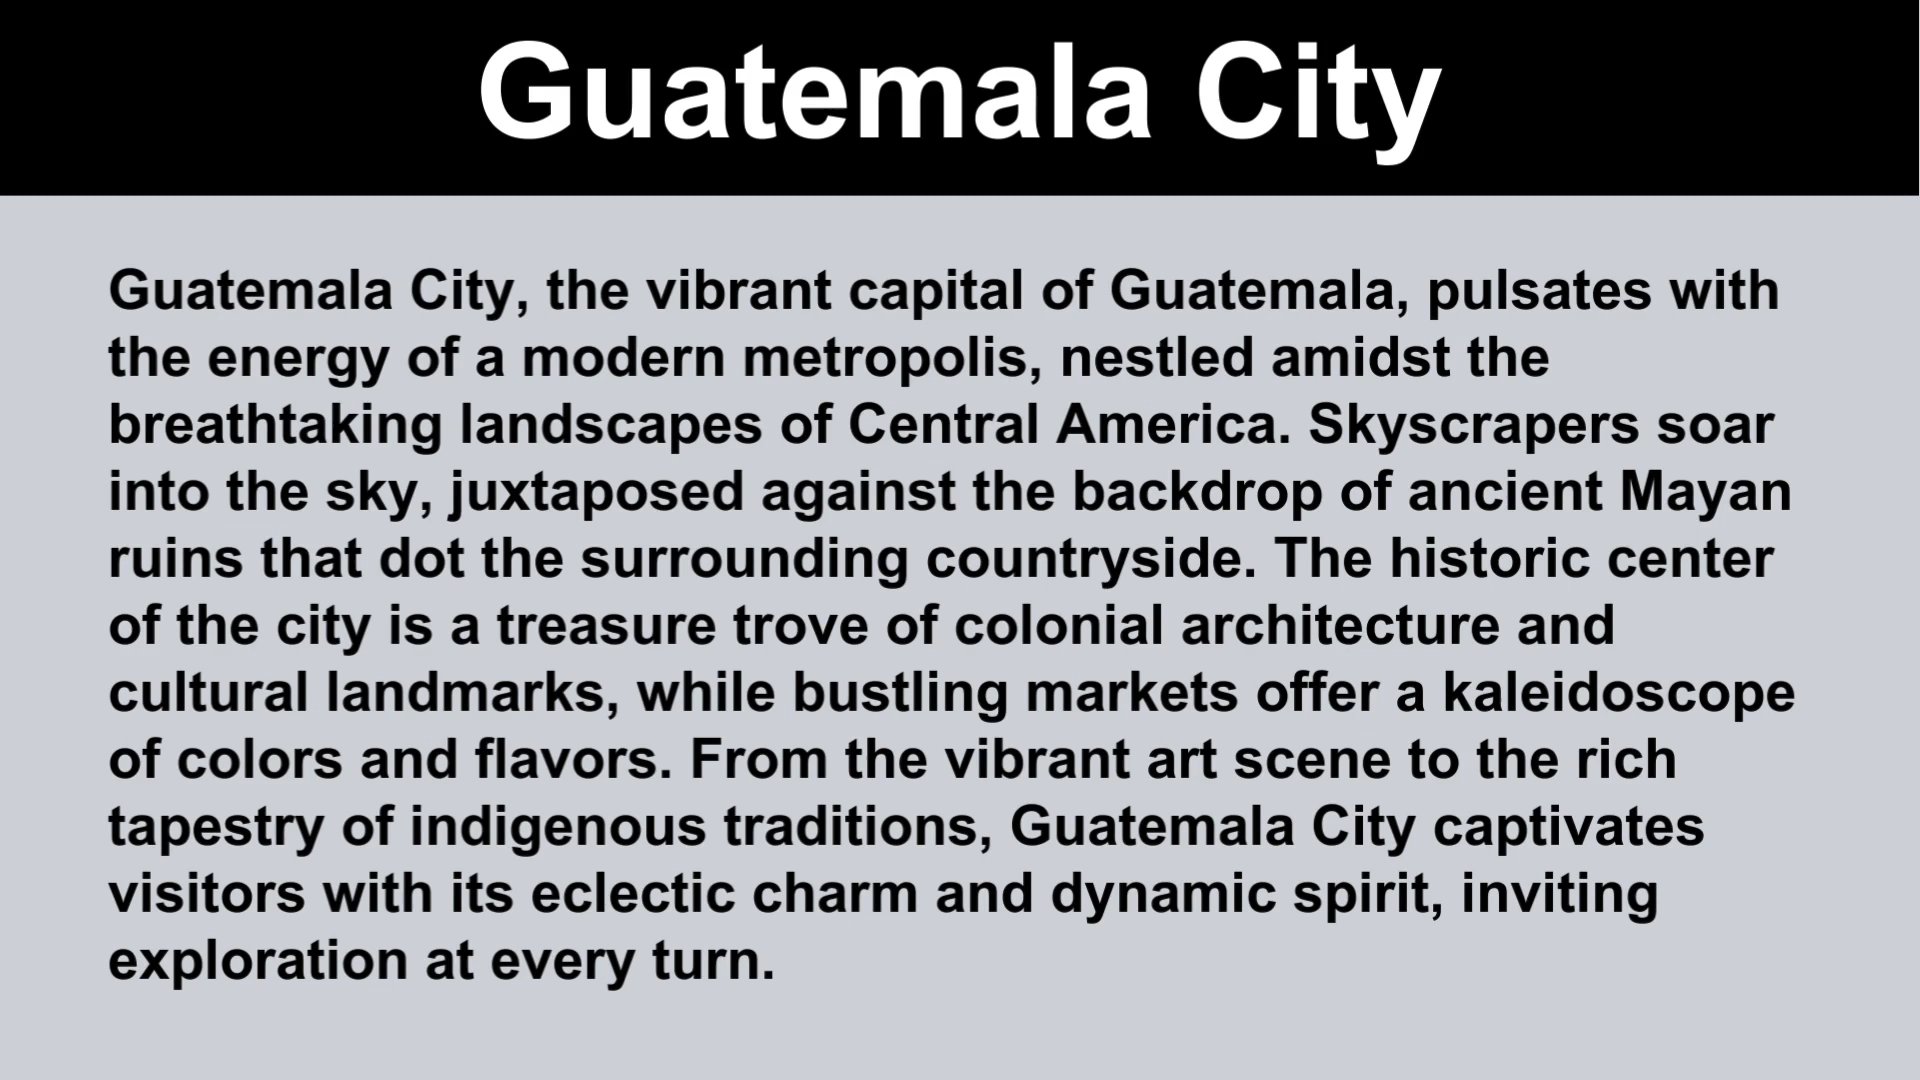 Guatemala City
Guatemala City, the vibrant capital of Guatemala, pulsates with
the energy of a modern metropolis, nestled amidst the
breathtaking landscapes of Central America. Skyscrapers soar
into the sky, juxtaposed against the backdrop of ancient Mayan
ruins that dot the surrounding countryside. The historic center
of the city is a treasure trove of colonial architecture and
cultural landmarks, while bustling markets offer a kaleidoscope
of colors and flavors. From the vibrant art scene to the rich
tapestry of indigenous traditions, Guatemala City captivates
visitors with its eclectic charm and dynamic spirit, inviting
exploration at every turn.